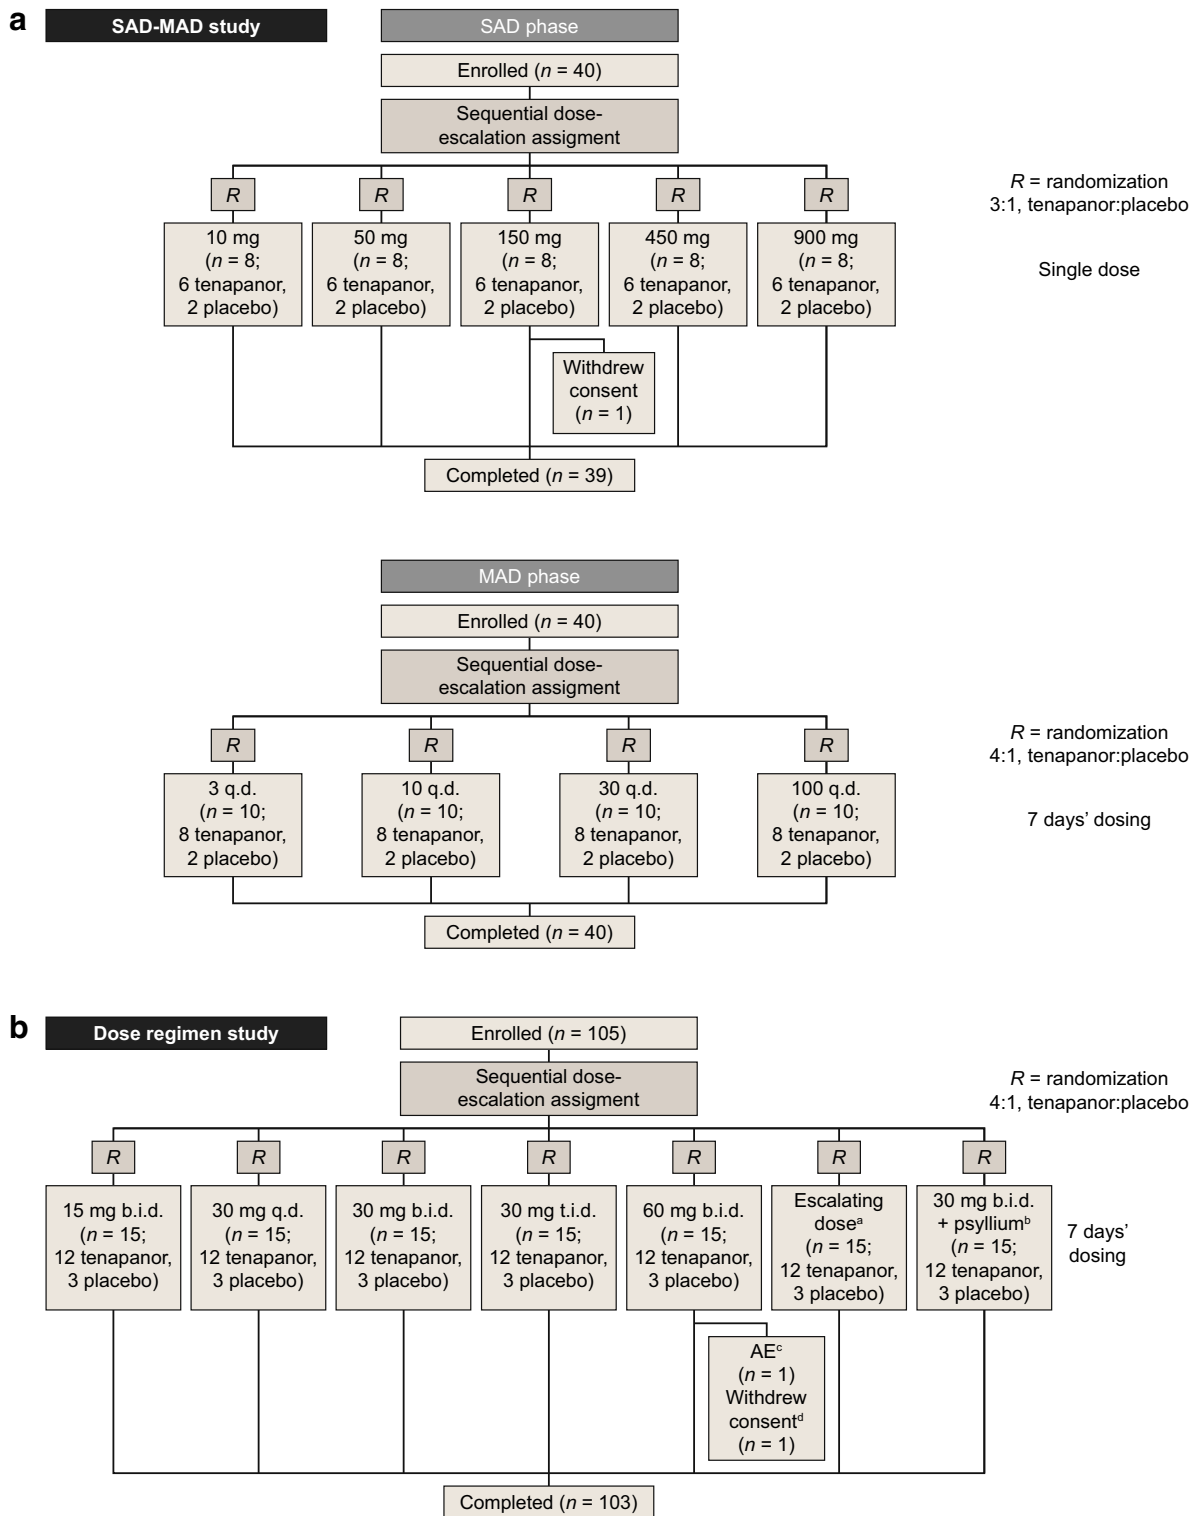 a
SAD-MAD study
SAD phase
Enrolled (n = 40)
Sequential dose-
escalation assigment
R
R
R
R
R
R = randomization
3:1, tenapanor:placebo
10 mg
(n = 8;
6 tenapanor,
2 placebo)
50 mg
(n = 8;
6 tenapanor,
2 placebo)
150 mg
(n = 8;
6 tenapanor,
2 placebo)
450 mg
(n = 8;
6 tenapanor,
2 placebo)
900 mg
(n = 8;
6 tenapanor,
2 placebo)
Single dose
Withdrew
consent
(n = 1)
Completed (n = 39)
MAD phase
Enrolled (n = 40)
Sequential dose-
escalation assigment
R
R
R
R
R = randomization
4:1, tenapanor:placebo
3 q.d.
(n = 10;
8 tenapanor,
2 placebo)
10 q.d.
(n = 10;
8 tenapanor,
2 placebo)
30 q.d.
(n = 10;
8 tenapanor,
2 placebo)
100 q.d.
(n = 10;
8 tenapanor,
2 placebo)
7 days’ dosing
Completed (n = 40)
b
Dose regimen study
Enrolled (n = 105)
Sequential dose-
escalation assigment
R = randomization
4:1, tenapanor:placebo
R
R
R
R
R
R
R
15 mg b.i.d.
(n = 15;
12 tenapanor,
3 placebo)
30 mg q.d.
(n = 15;
12 tenapanor,
3 placebo)
30 mg b.i.d.
(n = 15;
12 tenapanor,
3 placebo)
30 mg t.i.d.
(n = 15;
12 tenapanor,
3 placebo)
60 mg b.i.d.
(n = 15;
12 tenapanor,
3 placebo)
Escalating
doseᵃ
(n = 15;
12 tenapanor,
3 placebo)
30 mg b.i.d.
+ psylliumᵇ
(n = 15;
12 tenapanor,
3 placebo)
7 days’
dosing
AEᶜ
(n = 1)
Withdrew
consentᵈ
(n = 1)
Completed (n = 103)